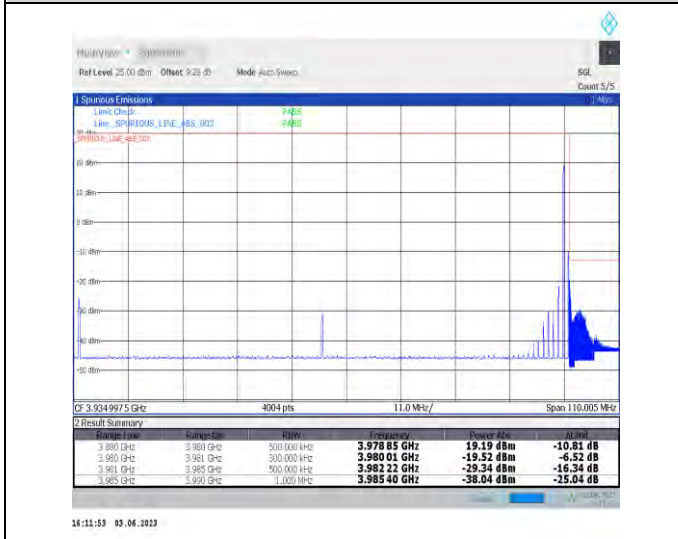 MultiView Spectrum
Ref Level 25.00 dBm Offset 9.28 dB Mode Auto Sweep SGL
Count 5/5
1 Spurious Emissions
Limit Check PASS
Line _SPURIOUS_LINE_ABS_002 PASS
_SPURIOUS_LINE_ABS_002
20 dBm
10 dBm
0 dBm
-10 dBm
-20 dBm
-30 dBm
-40 dBm
-50 dBm
CF 3.9349975 GHz 4004 pts 11.0 MHz/ Span 110.005 MHz
2 Result Summary
Range Low Range Up RBW Frequency Power Abs ΔLimit
3.880 GHz 3.980 GHz 500.000 kHz 3.978 85 GHz 19.19 dBm -10.81 dB
3.980 GHz 3.981 GHz 300.000 kHz 3.980 01 GHz -19.52 dBm -6.52 dB
3.981 GHz 3.985 GHz 500.000 kHz 3.982 22 GHz -29.34 dBm -16.34 dB
3.985 GHz 3.990 GHz 1.000 MHz 3.985 40 GHz -38.04 dBm -25.04 dB
16:11:53 03.06.2023